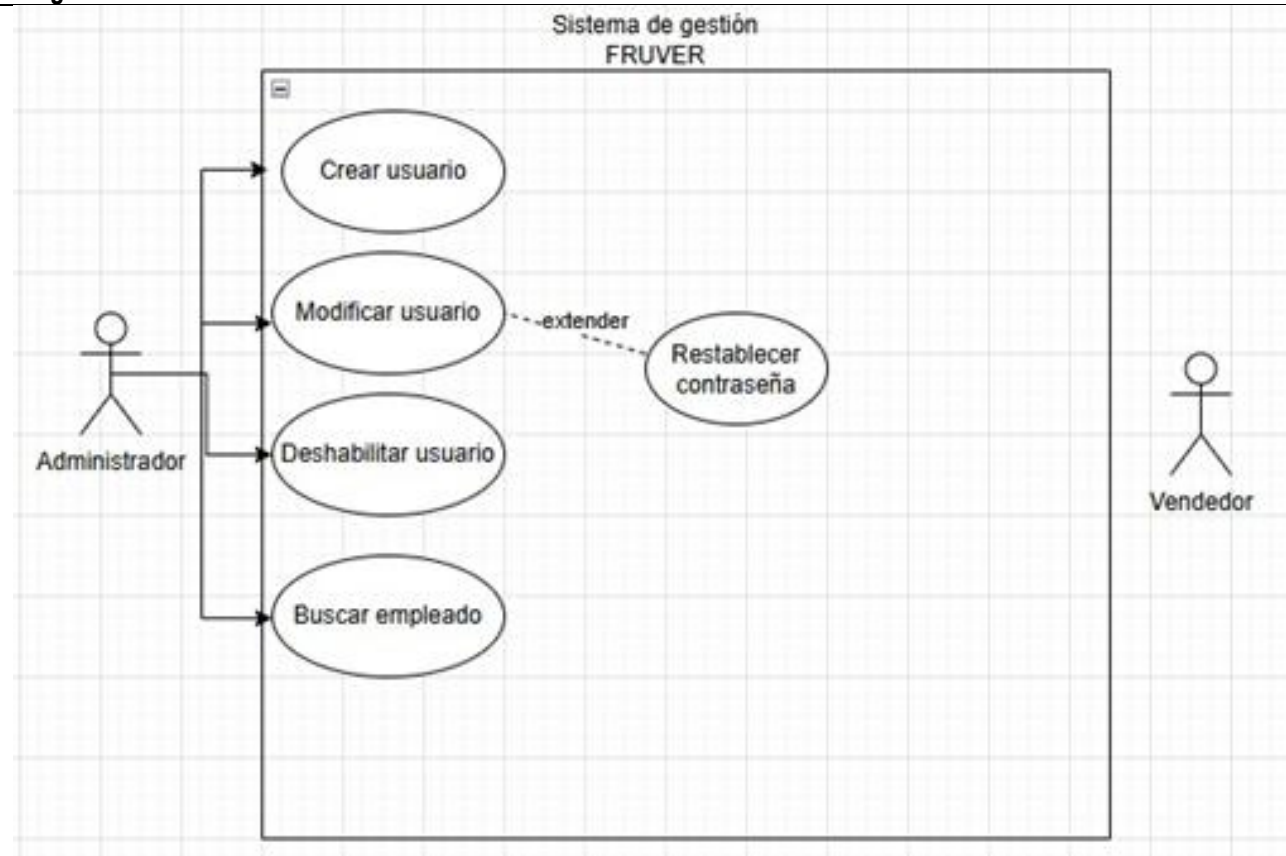 Sistema de gestión
FRUVER
Crear usuario
Modificar usuario
extender
Restablecer
contraseña
Deshabilitar usuario
Administrador
Vendedor
Buscar empleado